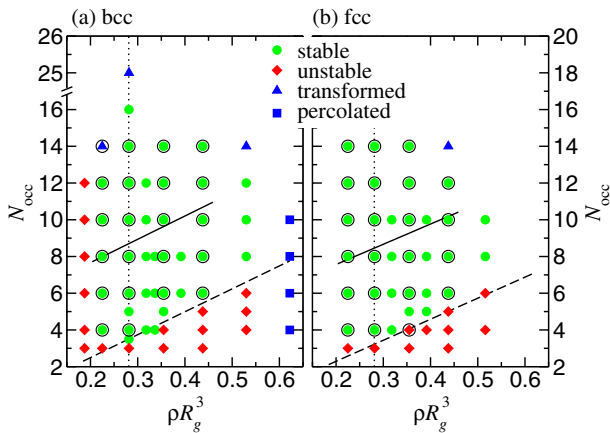 (a) bcc
(b) fcc
stable
unstable
transformed
percolated
26
25
14
12
10
8
6
4
2
N_occ
20
18
16
14
12
10
8
6
4
2
N_occ
0.2 0.3 0.4 0.5 0.6
0.2 0.3 0.4 0.5 0.6
ρR_g^3
ρR_g^3